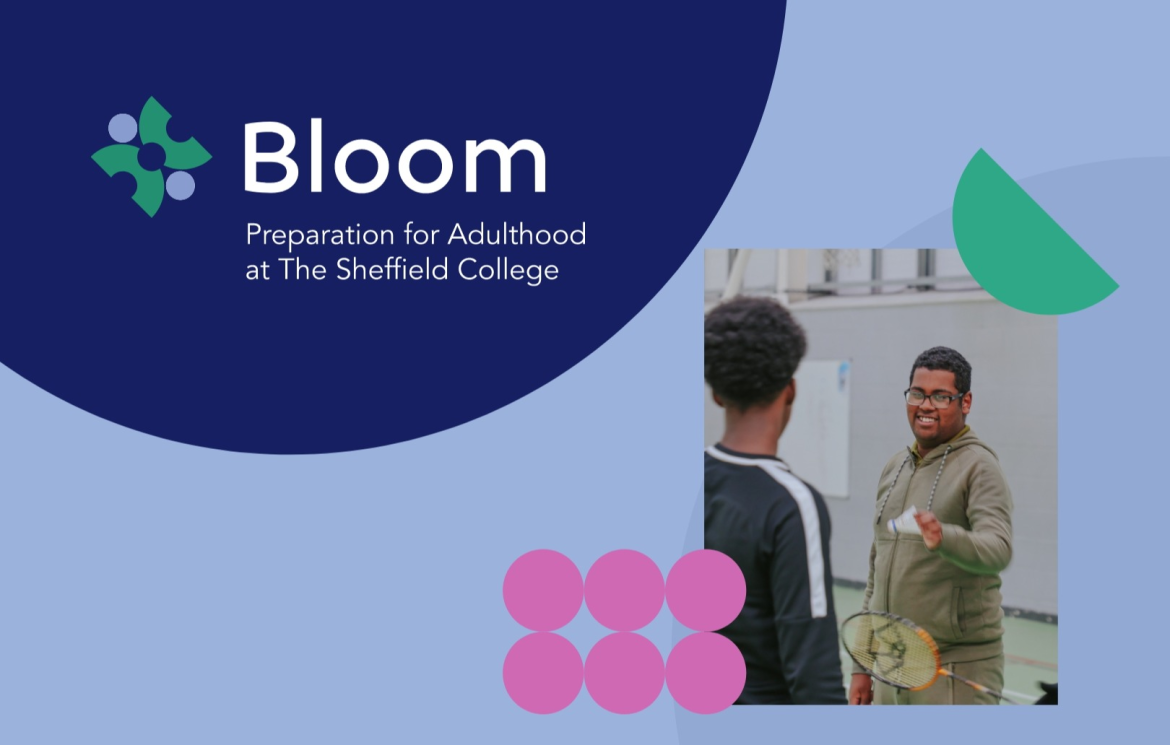 Bloom
Preparation for Adulthood
at The Sheffield College